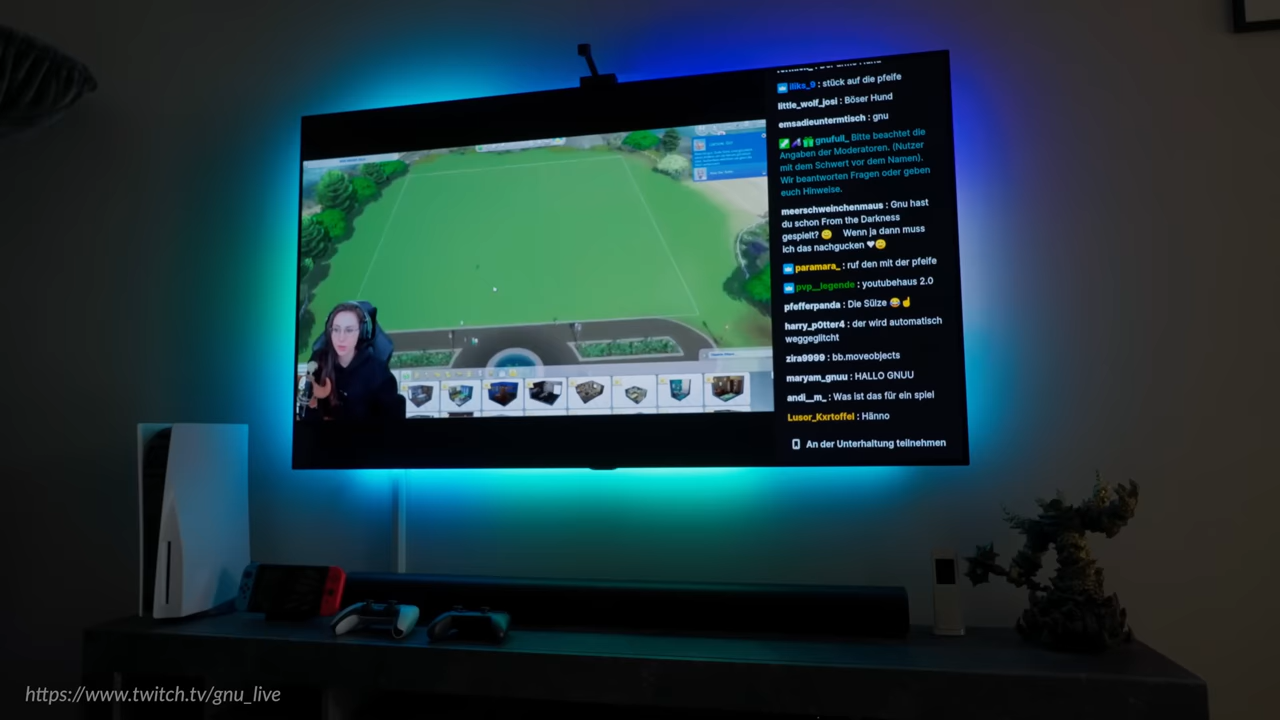 iliks_0 : stück auf die pfeife
little_wolf_josi : Böser Hund
emsadieuntermtisch : gnu
gnufull_ Bitte beachtet die
Angaben der Moderatoren. (Nutzer
mit dem Schwert vor dem Namen).
Wir beantworten Fragen oder geben
euch Hinweise.
meerschweinchenmaus : Gnu hast
du schon From the Darkness
gespielt? 😊 Wenn ja dann muss
ich das nachgucken ❤😊
paramara_ : ruf den mit der pfeife
pvp__legende : youtubehaus 2.0
pfefferpanda : Die Sülze 😂☝
harry_p0tter4 : der wird automatisch
weggeglitcht
zira9999 : bb.moveobjects
maryam_gnuu : HALLO GNUU
andi__m_ : Was ist das für ein spiel
Lusor_Kxrtoffel : Hänno
An der Unterhaltung teilnehmen
https://www.twitch.tv/gnu_live